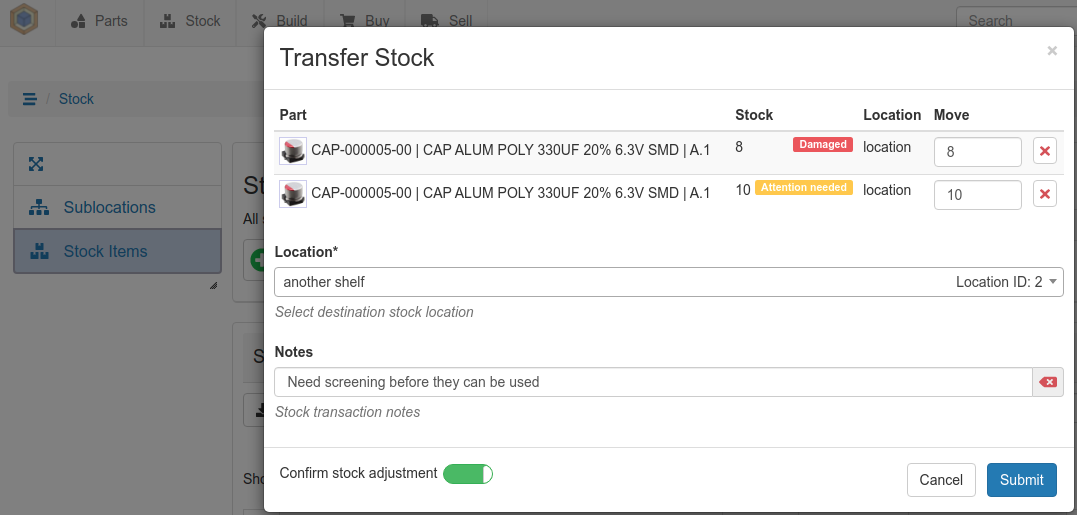 Parts Stock Build Buy Sell Search
Transfer Stock ×
/ Stock
Part Stock Location Move
CAP-000005-00 | CAP ALUM POLY 330UF 20% 6.3V SMD | A.1 8 Damaged location 8
CAP-000005-00 | CAP ALUM POLY 330UF 20% 6.3V SMD | A.1 10 Attention needed location 10
Sublocations
Stock Items
St
All
Location*
another shelf Location ID: 2
Select destination stock location
Notes
S
Need screening before they can be used
Stock transaction notes
Confirm stock adjustment
Sho
Cancel Submit